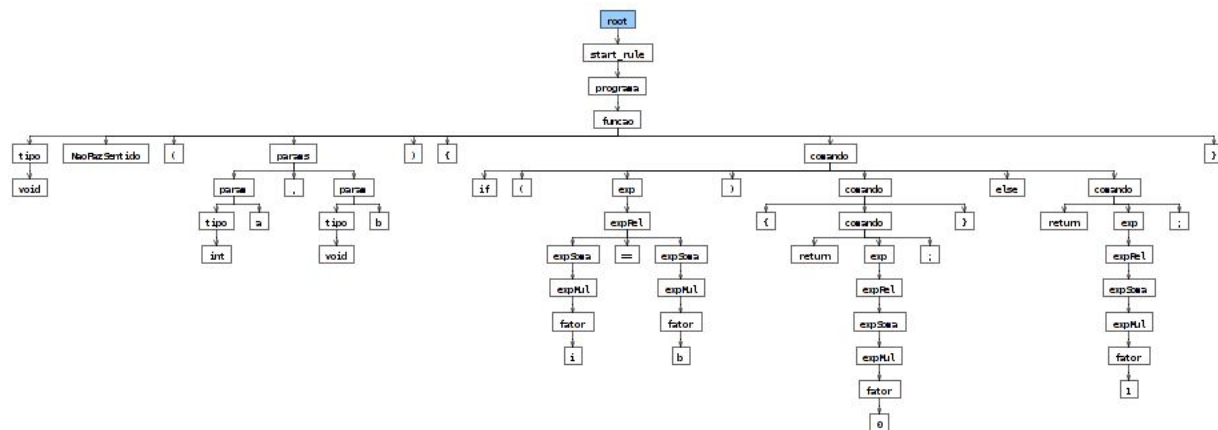 root
start_rule
programa
funcao
tipo NaoFazSentido ( params ) { comando }
void param , param if ( exp ) comando else comando
tipo a tipo b expRel { comando } return exp ;
int void expSoma == expSoma return exp ; expRel
expMul expMul expRel expSoma
fator fator expSoma expMul
i b expMul fator
fator 1
0